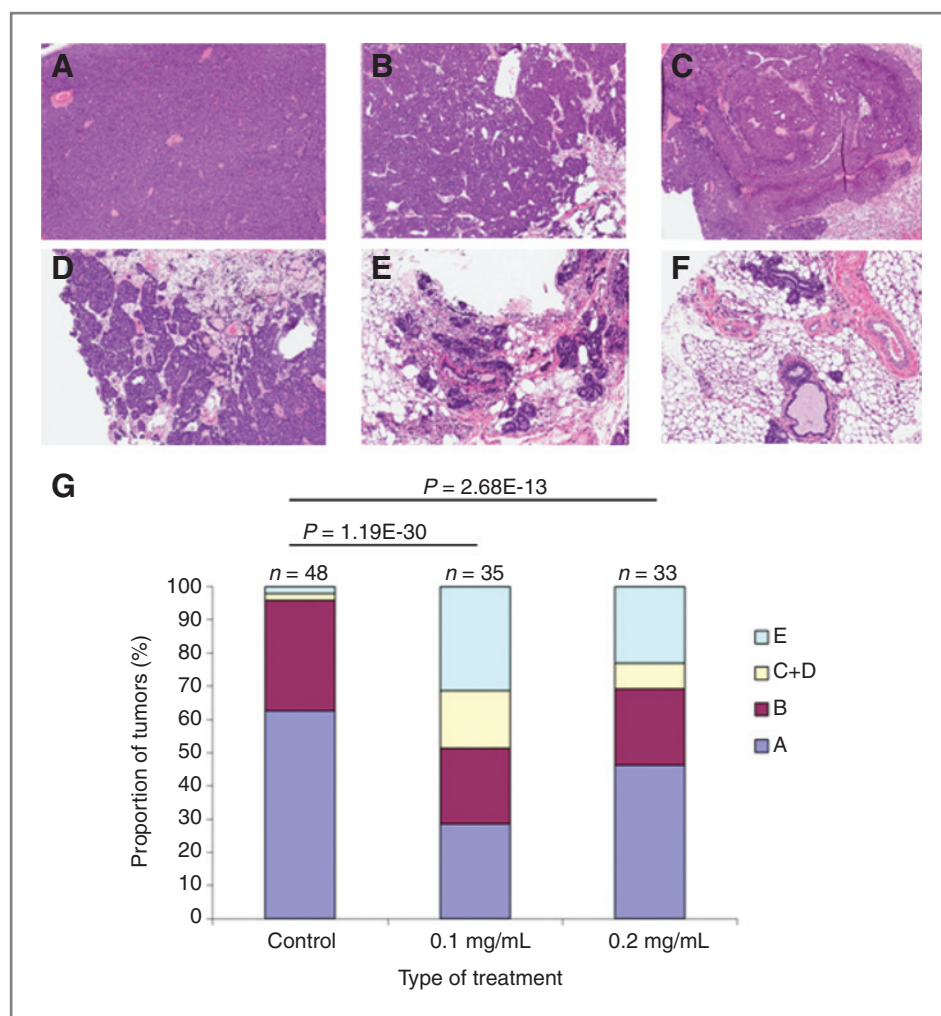 A
B
C
D
E
F
G
P = 2.68E-13
P = 1.19E-30
n = 48
n = 35
n = 33
100
90
80
70
60
50
40
30
20
10
0
Proportion of tumors (%)
E
C+D
B
A
Control
0.1 mg/mL
0.2 mg/mL
Type of treatment